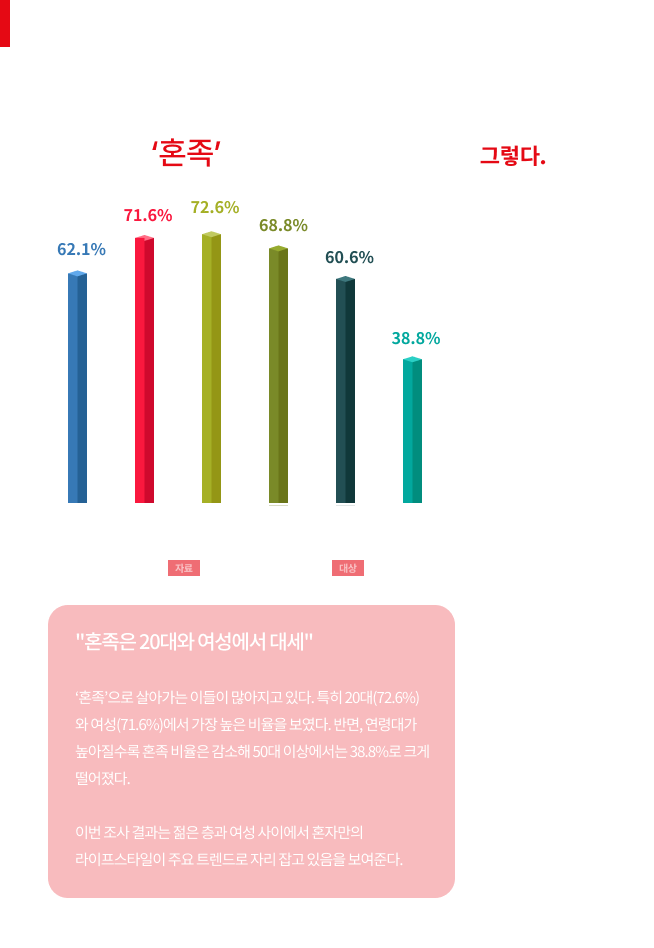 ‘혼족’
그렇다.
62.1%
71.6%
72.6%
68.8%
60.6%
38.8%
자료
대상
"혼족은 20대와 여성에서 대세"
‘혼족’으로 살아가는 이들이 많아지고 있다. 특히 20대(72.6%)
와 여성(71.6%)에서 가장 높은 비율을 보였다. 반면, 연령대가
높아질수록 혼족 비율은 감소해 50대 이상에서는 38.8%로 크게
떨어졌다.
이번 조사 결과는 젊은 층과 여성 사이에서 혼자만의
라이프스타일이 주요 트렌드로 자리 잡고 있음을 보여준다.